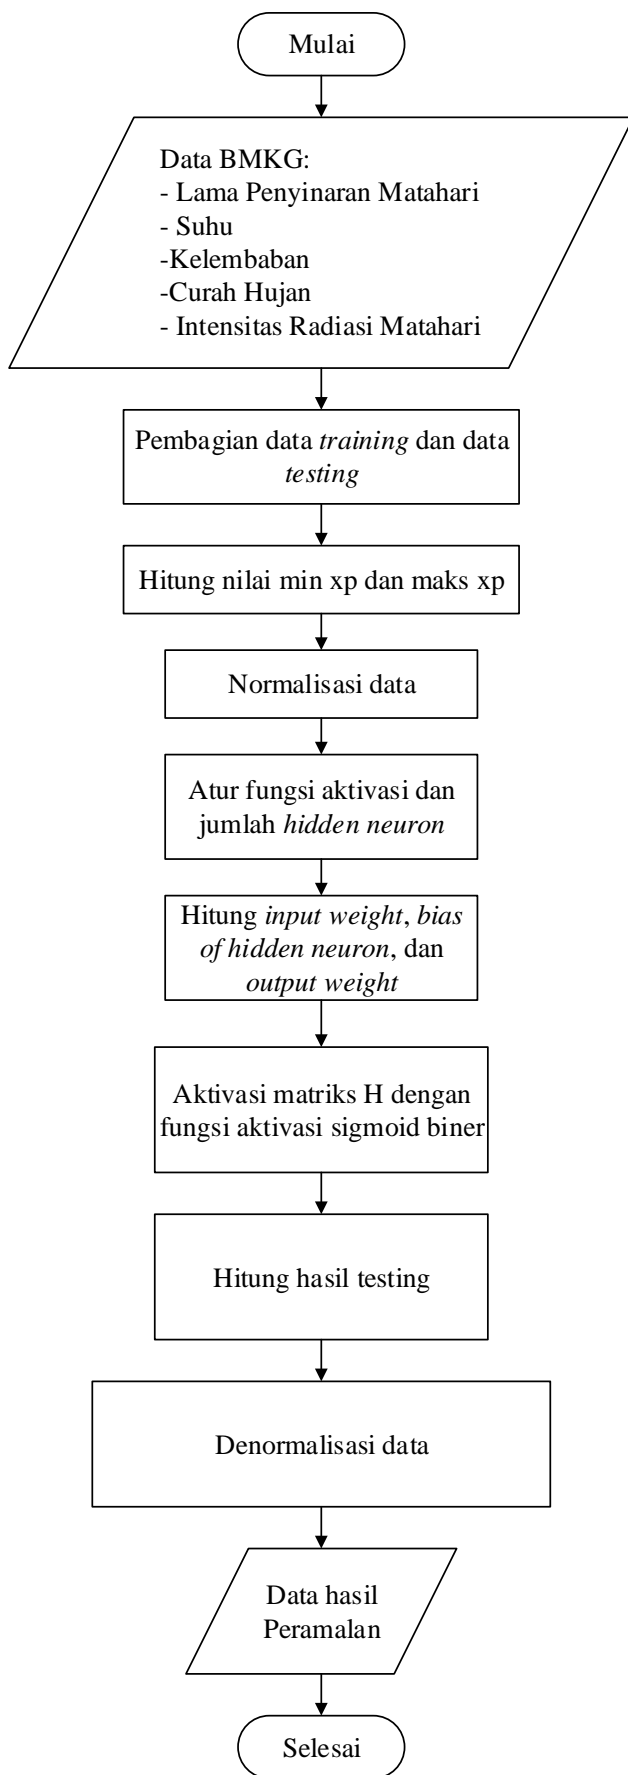 Mulai
Data BMKG:
- Lama Penyinaran Matahari
- Suhu
-Kelembaban
-Curah Hujan
- Intensitas Radiasi Matahari
Pembagian data training dan data
testing
Hitung nilai min xp dan maks xp
Normalisasi data
Atur fungsi aktivasi dan
jumlah hidden neuron
Hitung input weight, bias
of hidden neuron, dan
output weight
Aktivasi matriks H dengan
fungsi aktivasi sigmoid biner
Hitung hasil testing
Denormalisasi data
Data hasil
Peramalan
Selesai